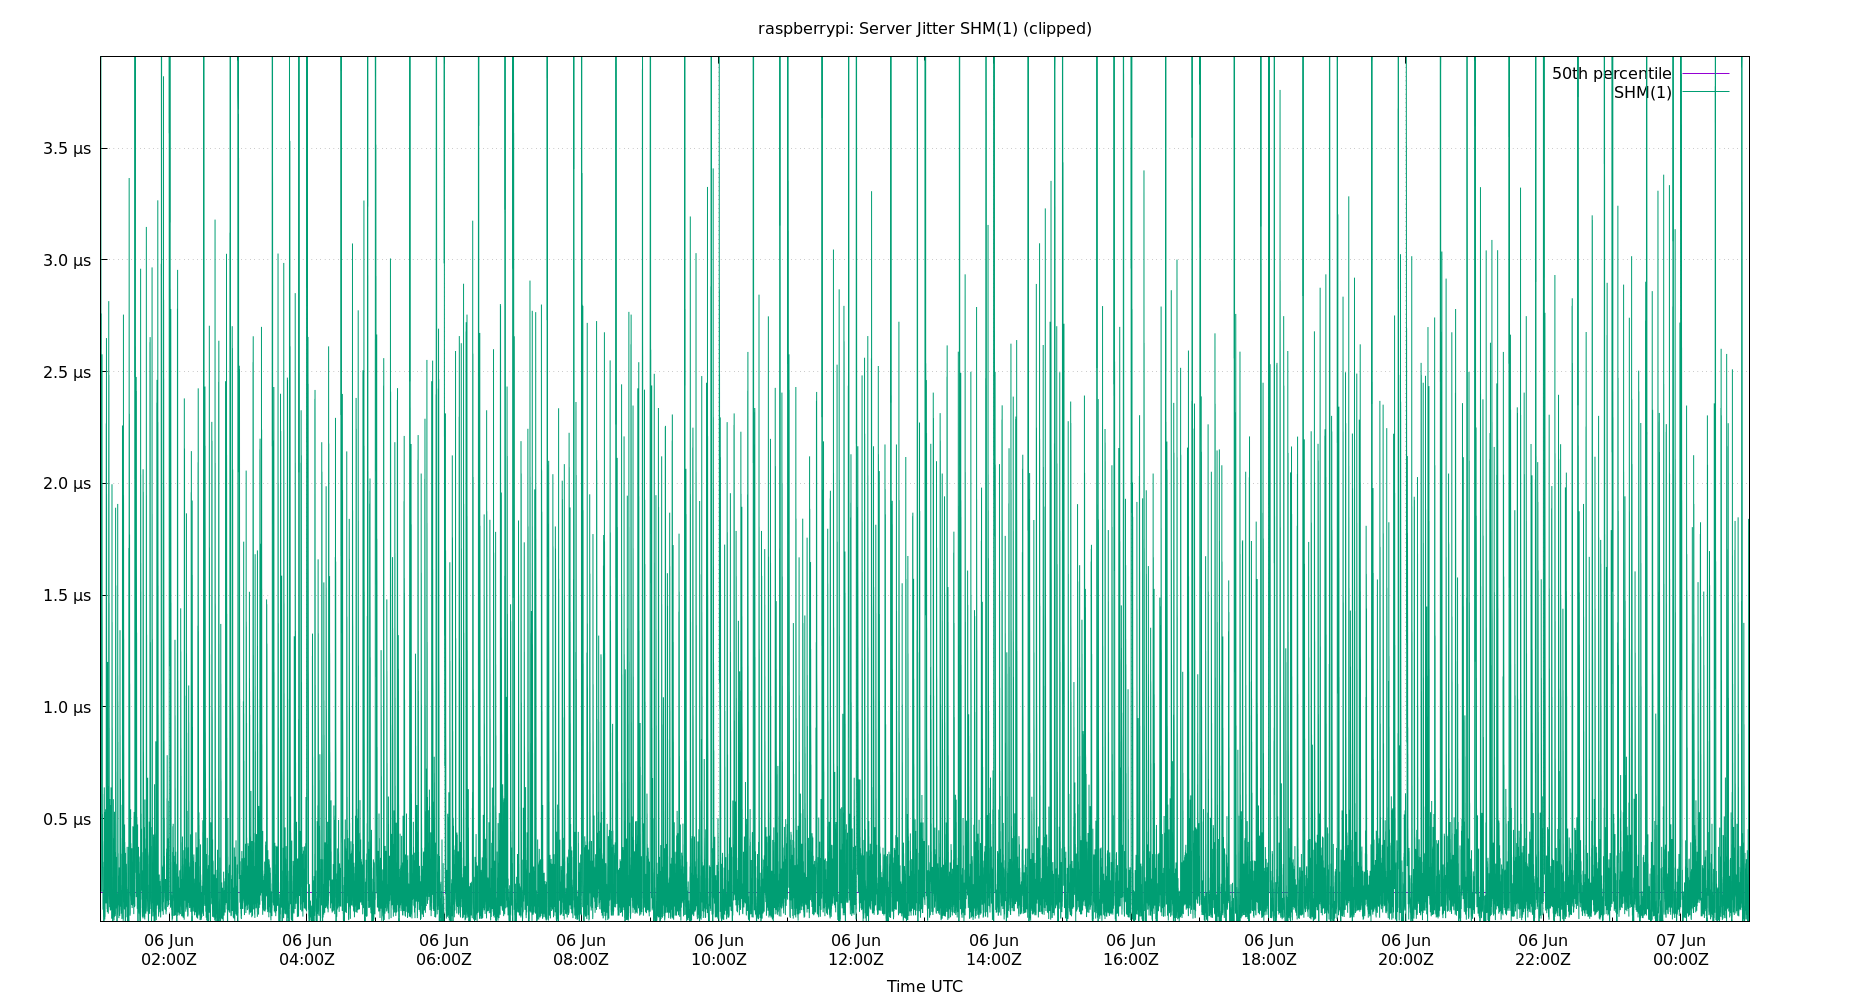 raspberrypi: Server Jitter SHM(1) (clipped)
50th percentile
SHM(1)
3.5 µs
3.0 µs
2.5 µs
2.0 µs
1.5 µs
1.0 µs
0.5 µs
06 Jun 06 Jun 06 Jun 06 Jun 06 Jun 06 Jun 06 Jun 06 Jun 06 Jun 06 Jun 06 Jun 07 Jun
02:00Z 04:00Z 06:00Z 08:00Z 10:00Z 12:00Z 14:00Z 16:00Z 18:00Z 20:00Z 22:00Z 00:00Z
Time UTC